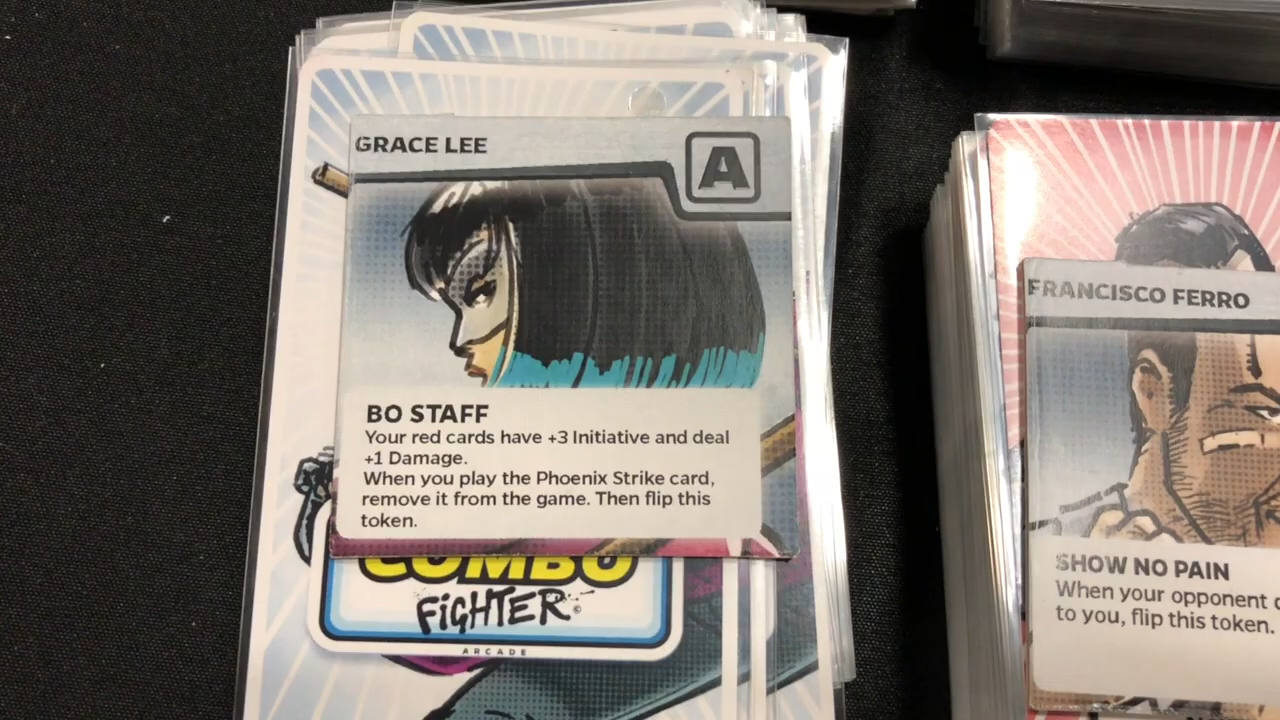 GRACE LEE
A
BO STAFF
Your red cards have +3 Initiative and deal
+1 Damage.
When you play the Phoenix Strike card,
remove it from the game. Then flip this
token.
COMBO
FiGHTER
ARCADE
FRANCISCO FERRO
SHOW NO PAIN
When your opponent
to you, flip this token.